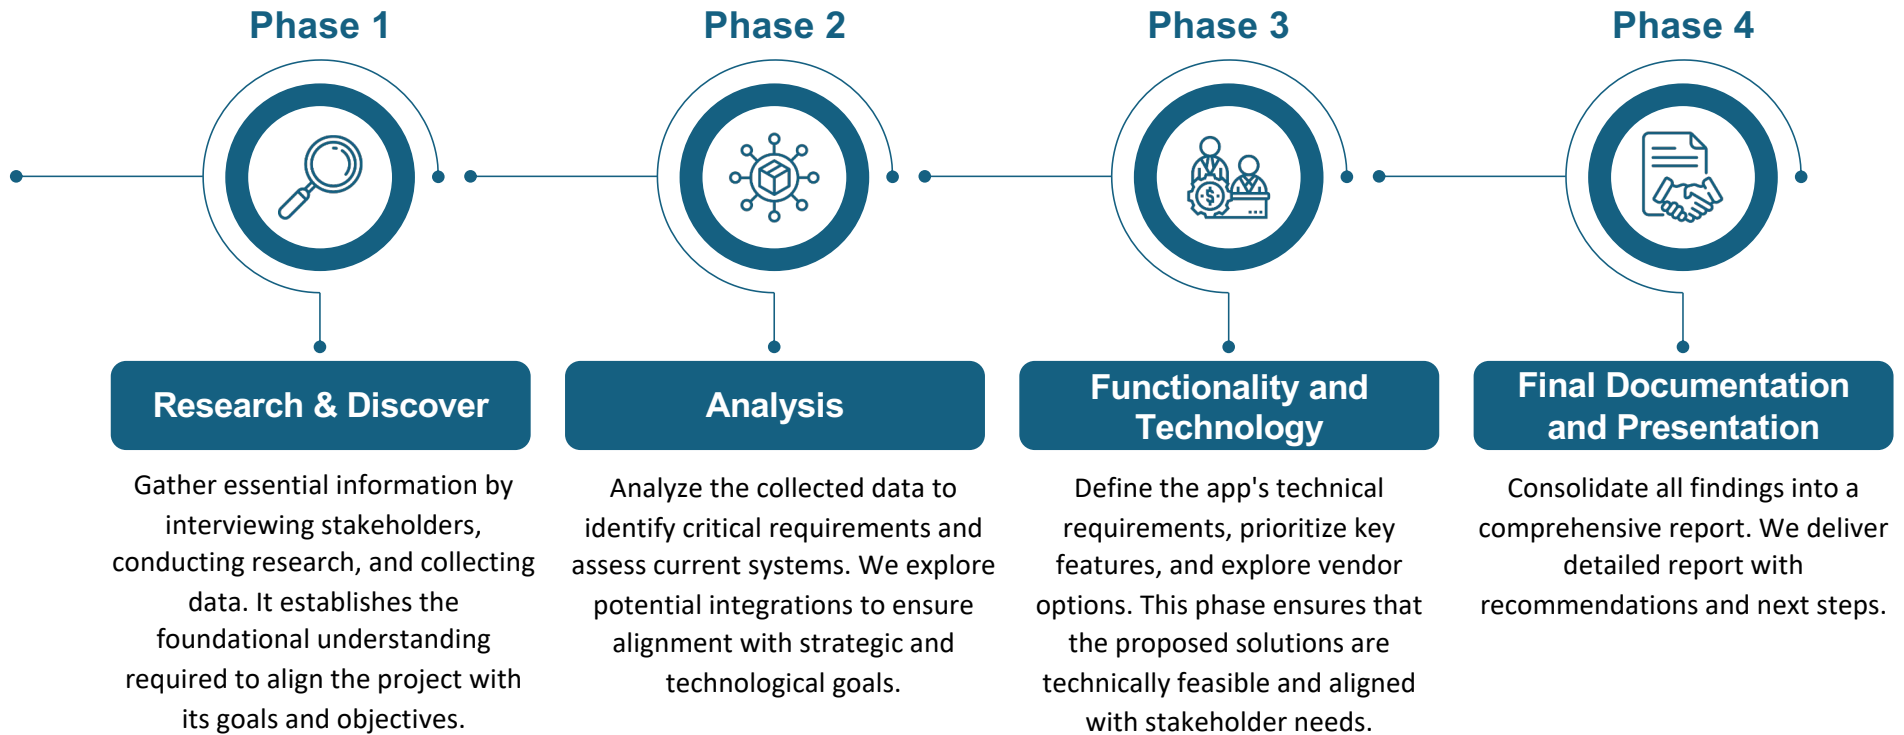 Phase 1
Research & Discover
Gather essential information by
interviewing stakeholders,
conducting research, and collecting
data. It establishes the
foundational understanding
required to align the project with
its goals and objectives.
Phase 2
Analysis
Analyze the collected data to
identify critical requirements and
assess current systems. We explore
potential integrations to ensure
alignment with strategic and
technological goals.
Phase 3
$
Functionality and
Technology
Define the app's technical
requirements, prioritize key
features, and explore vendor
options. This phase ensures that
the proposed solutions are
technically feasible and aligned
with stakeholder needs.
Phase 4
Final Documentation
and Presentation
Consolidate all findings into a
comprehensive report. We deliver
detailed report with
recommendations and next steps.